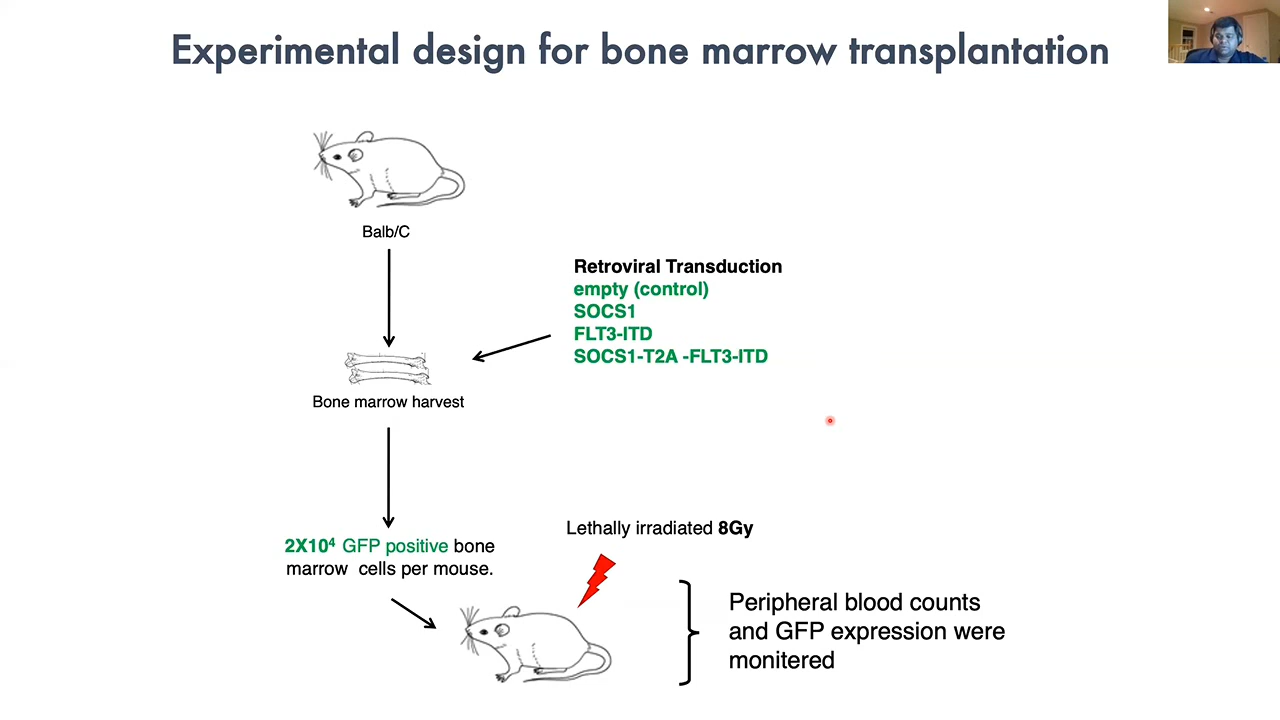 Experimental design for bone marrow transplantation
Balb/C
Retroviral Transduction
empty (control)
SOCS1
FLT3-ITD
SOCS1-T2A -FLT3-ITD
Bone marrow harvest
Lethally irradiated 8Gy
2X10⁴ GFP positive bone
marrow cells per mouse.
Peripheral blood counts
and GFP expression were
monitered